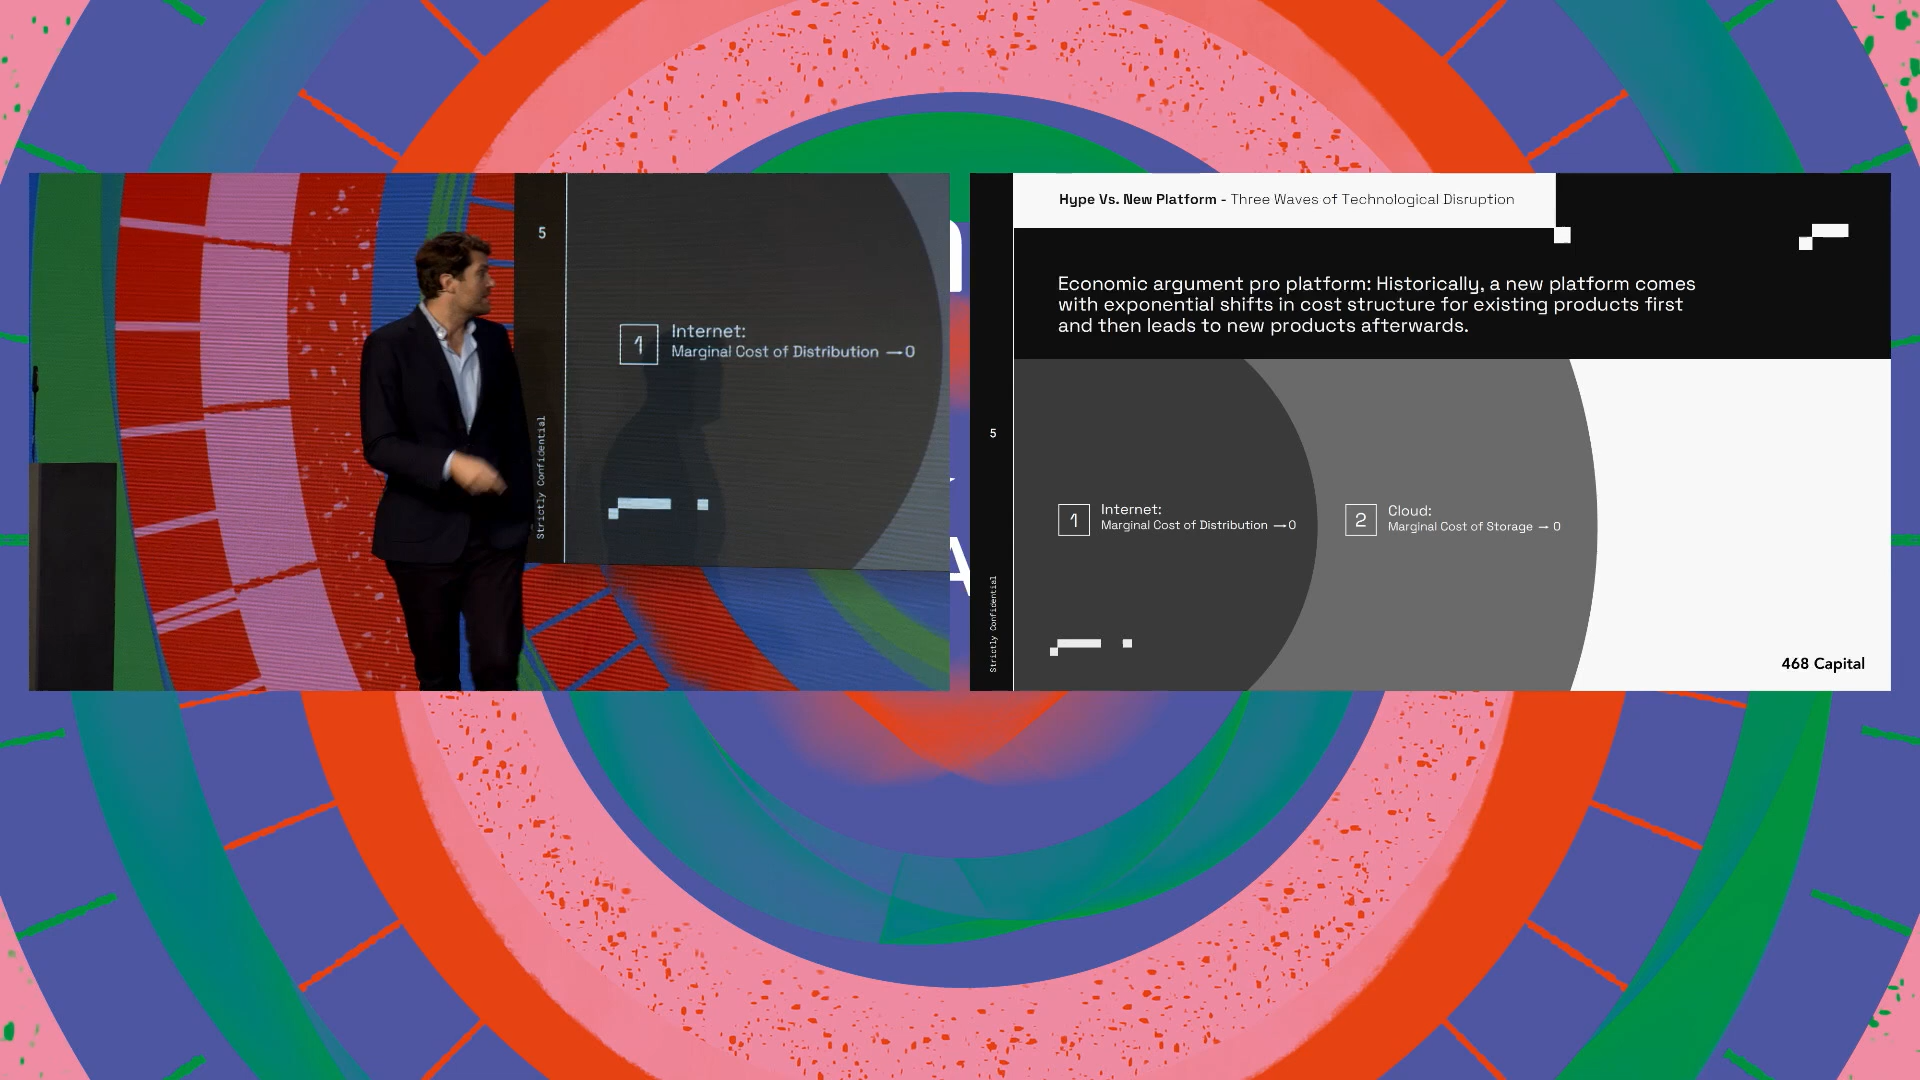 5
1
Internet:
Marginal Cost of Distribution → 0
Strictly Confidential
Hype Vs. New Platform - Three Waves of Technological Disruption
Economic argument pro platform: Historically, a new platform comes
with exponential shifts in cost structure for existing products first
and then leads to new products afterwards.
5
1
Internet:
Marginal Cost of Distribution → 0
2
Cloud:
Marginal Cost of Storage → 0
Strictly Confidential
468 Capital